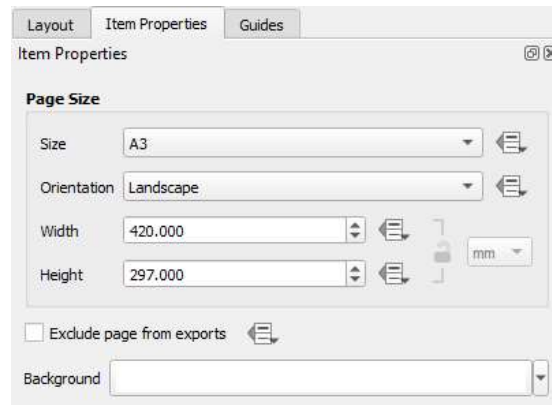 Layout Item Properties Guides
Item Properties
Page Size
Size A3
Orientation Landscape
Width 420.000
mm
Height 297.000
Exclude page from exports
Background